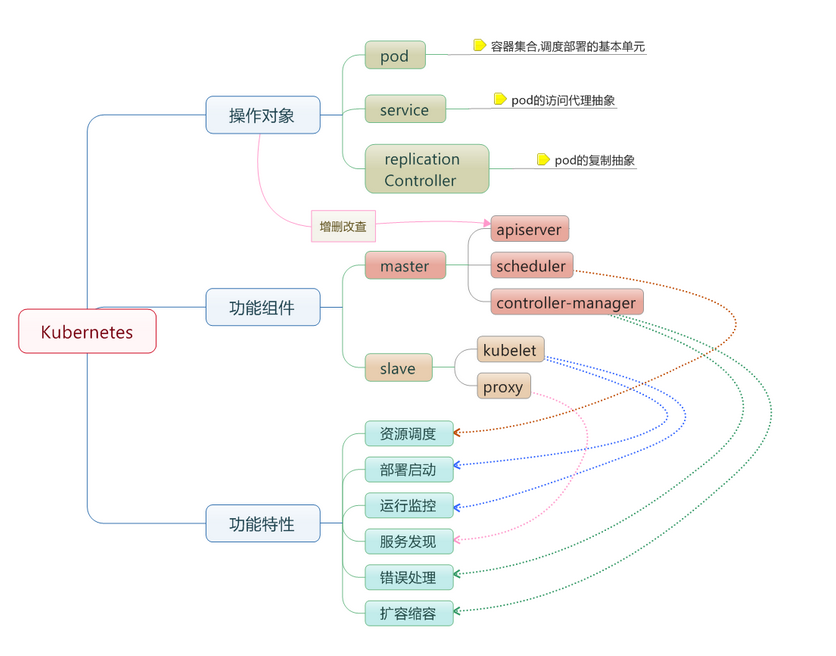 Kubernetes
操作对象
pod
容器集合,调度部署的基本单元
service
pod的访问代理抽象
replication
Controller
pod的复制抽象
增删改查
功能组件
master
apiserver
scheduler
controller-manager
slave
kubelet
proxy
功能特性
资源调度
部署启动
运行监控
服务发现
错误处理
扩容缩容